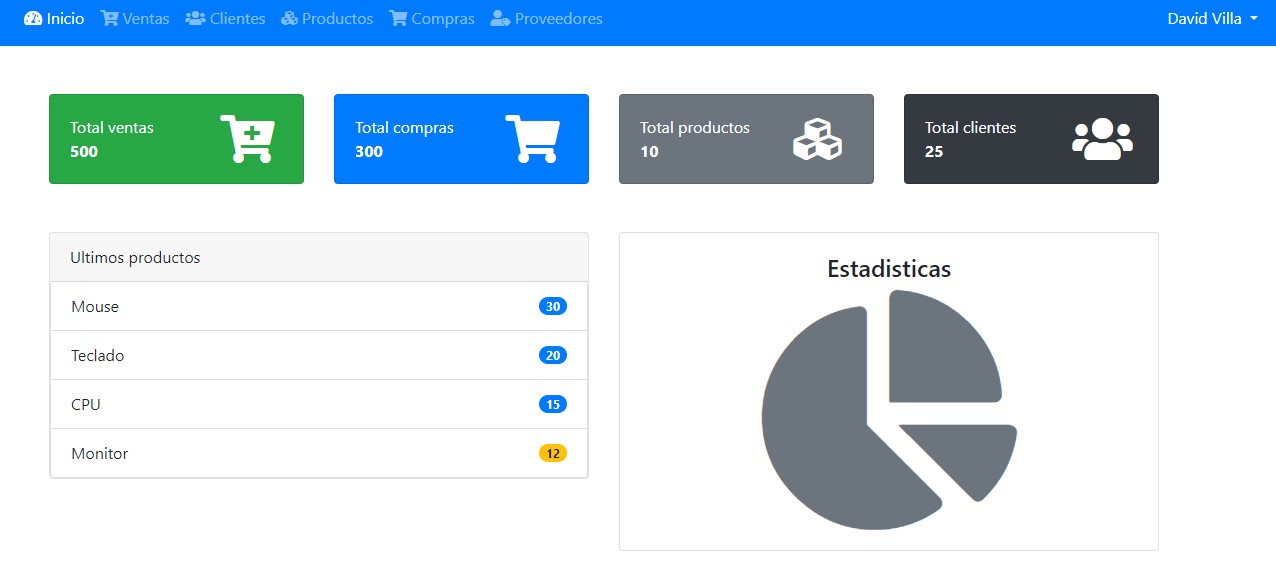 Inicio Ventas Clientes Productos Compras Proveedores David Villa
Total ventas
500
Total compras
300
Total productos
10
Total clientes
25
Ultimos productos
Mouse 30
Teclado 20
CPU 15
Monitor 12
Estadisticas